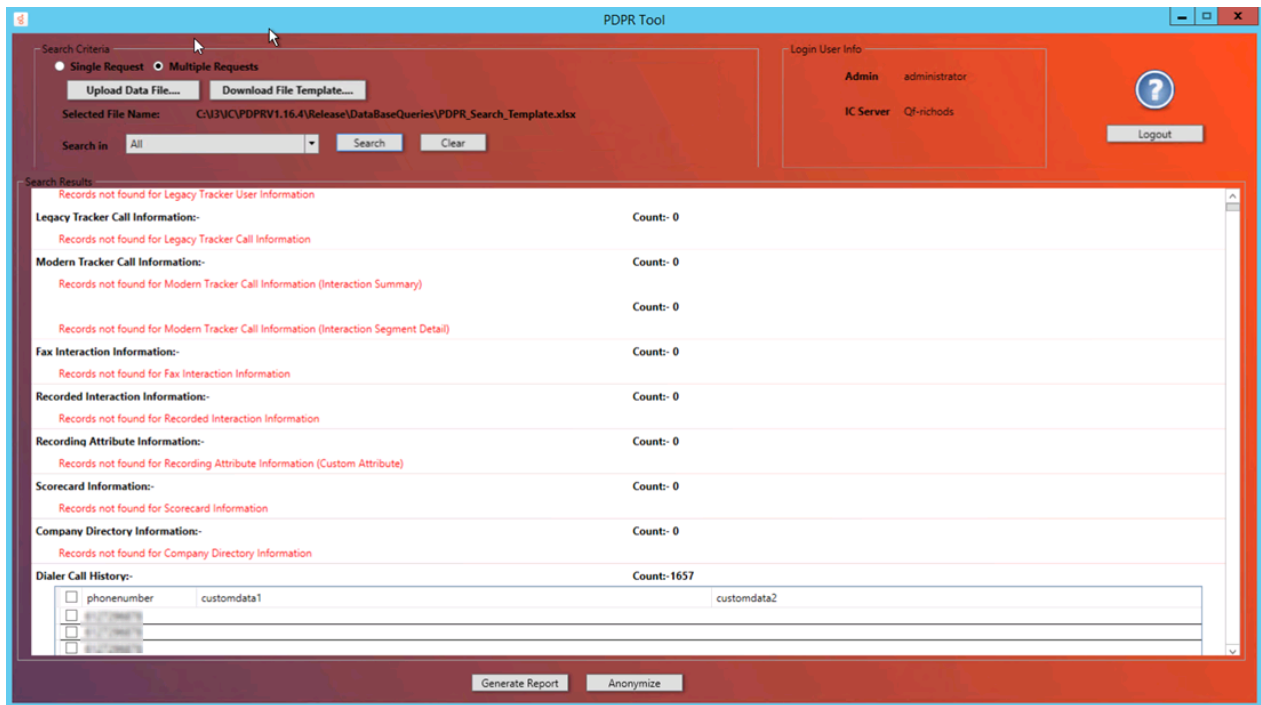 PDPR Tool
Search Criteria
Single Request Multiple Requests
Upload Data File.... Download File Template....
Selected File Name: C:\I3\IC\PDPRV1.16.4\Release\DataBaseQueries\PDPR_Search_Template.xlsx
Search in All Search Clear
Login User Info
Admin administrator
IC Server Qf-richods
?
Logout
Search Results
Records not found for Legacy Tracker User Information
Legacy Tracker Call Information:- Count:- 0
Records not found for Legacy Tracker Call Information
Modern Tracker Call Information:- Count:- 0
Records not found for Modern Tracker Call Information (Interaction Summary)
Count:- 0
Records not found for Modern Tracker Call Information (Interaction Segment Detail)
Fax Interaction Information:- Count:- 0
Records not found for Fax Interaction Information
Recorded Interaction Information:- Count:- 0
Records not found for Recorded Interaction Information
Recording Attribute Information:- Count:- 0
Records not found for Recording Attribute Information (Custom Attribute)
Scorecard Information:- Count:- 0
Records not found for Scorecard Information
Company Directory Information:- Count:- 0
Records not found for Company Directory Information
Dialer Call History:- Count:-1657
phonenumber customdata1 customdata2
Generate Report Anonymize